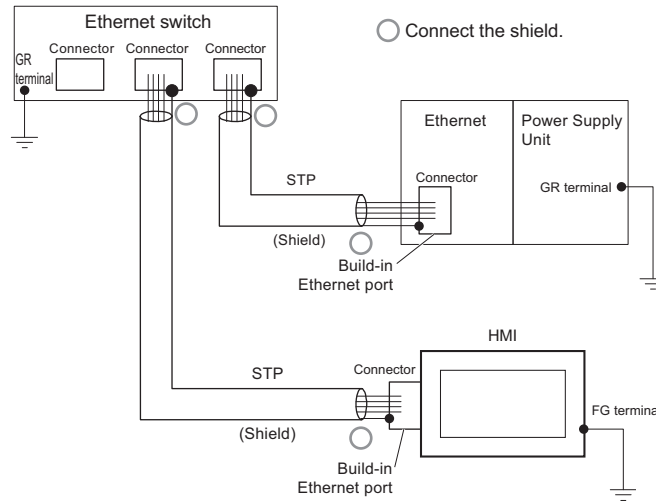 Ethernet switch
Connect the shield.
Connector
Connector
Connector
GR
terminal
Ethernet
Power Supply
Unit
Connector
GR terminal
STP
(Shield)
Build-in
Ethernet port
HMI
Connector
STP
FG termina
(Shield)
Build-in
Ethernet port